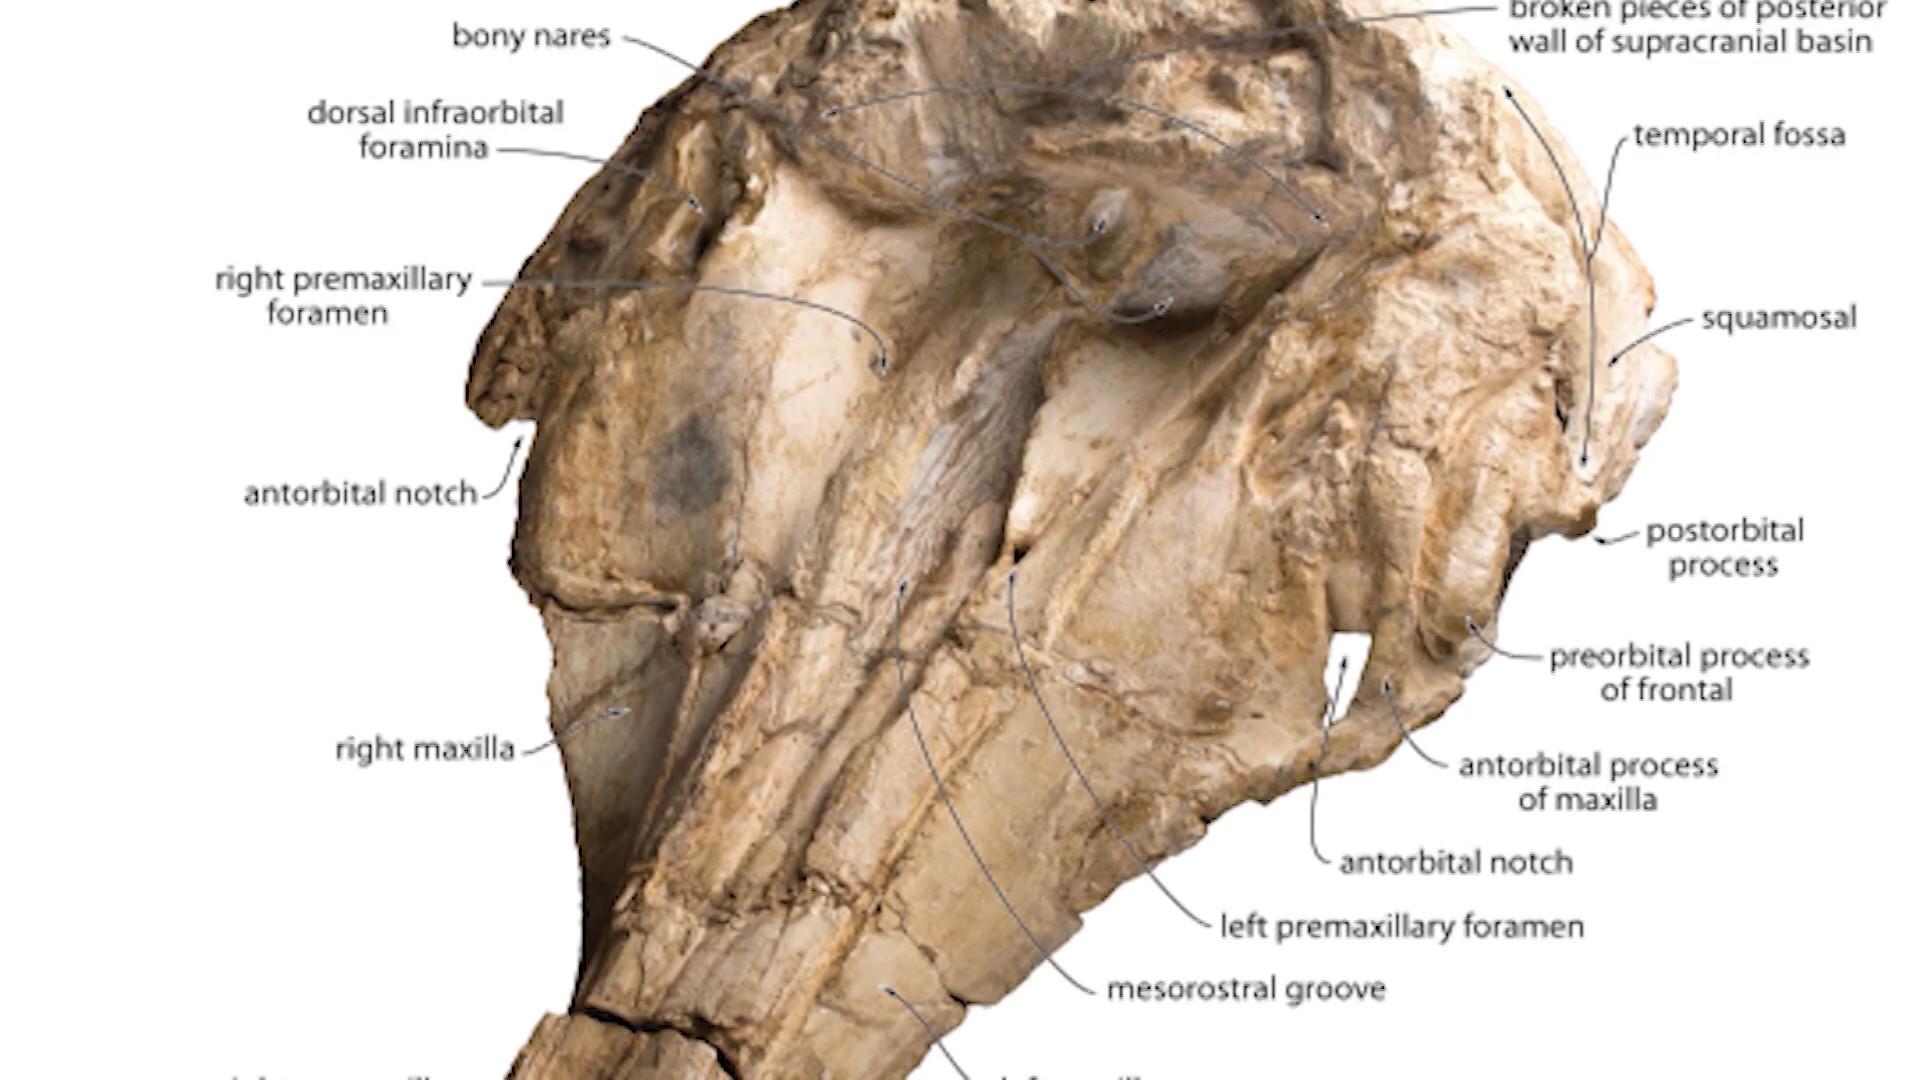 bony nares
broken pieces of posterior
wall of supracranial basin
dorsal infraorbital
foramina
temporal fossa
right premaxillary
foramen
squamosal
antorbital notch
postorbital
process
preorbital process
of frontal
right maxilla
antorbital process
of maxilla
antorbital notch
left premaxillary foramen
mesorostral groove